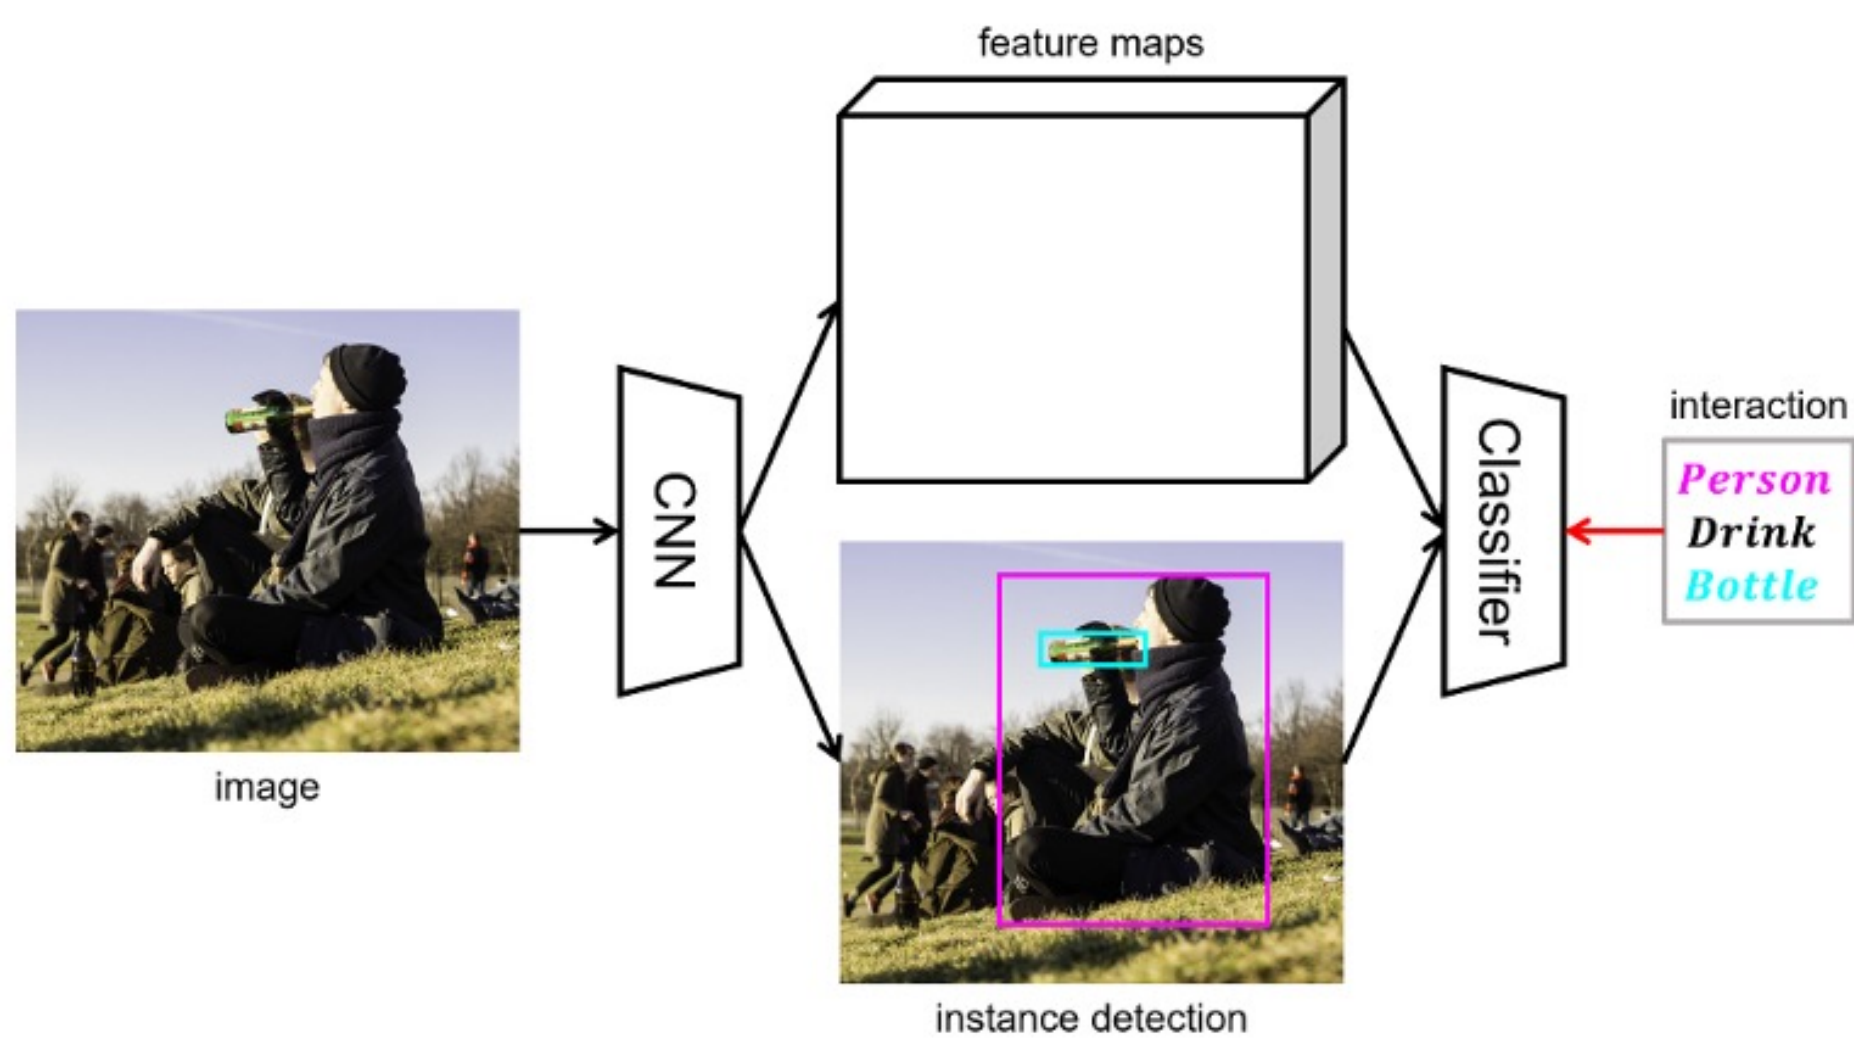 feature maps
image
CNN
instance detection
Classifier
interaction
Person
Drink
Bottle